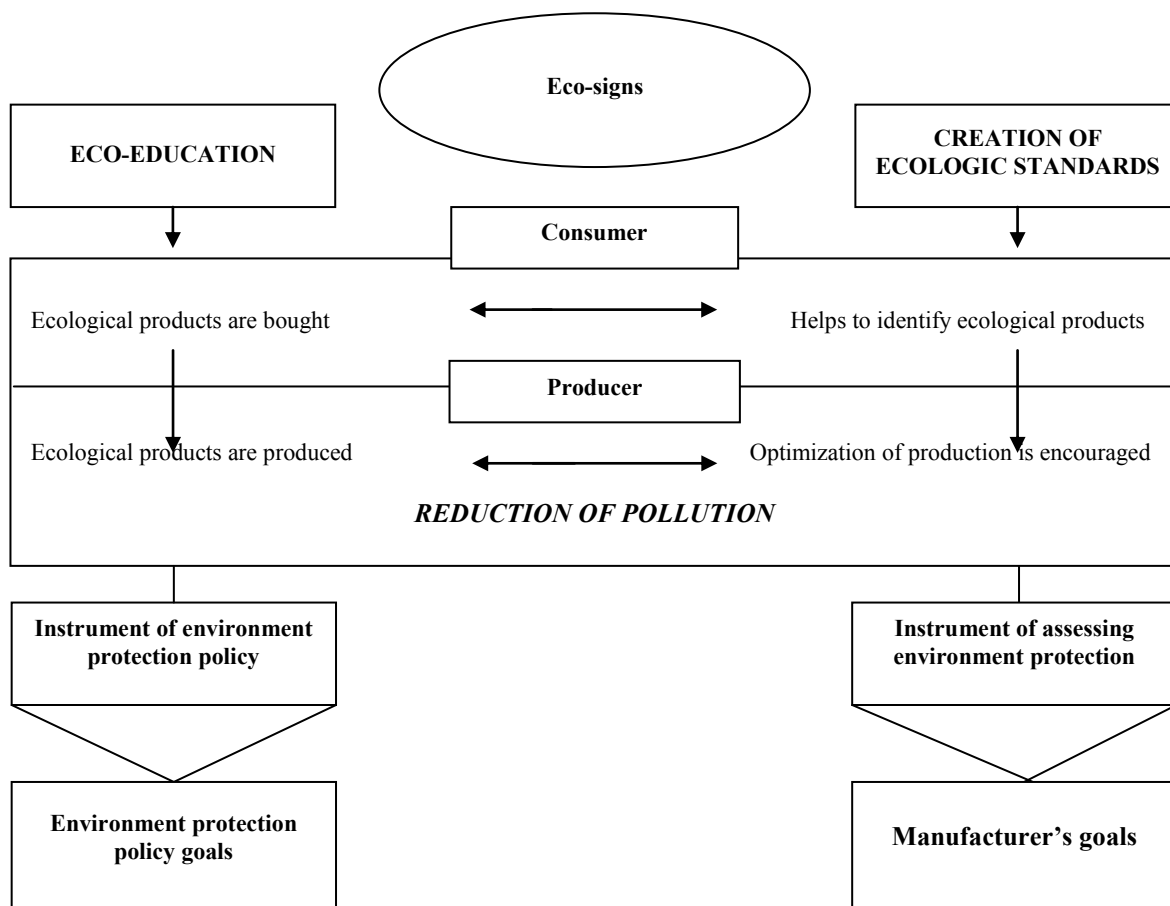 Eco-signs
ECO-EDUCATION
CREATION OF
ECOLOGIC STANDARDS
Consumer
Ecological products are bought
Helps to identify ecological products
Producer
Ecological products are produced
Optimization of production is encouraged
REDUCTION OF POLLUTION
Instrument of environment
protection policy
Instrument of assessing
environment protection
Environment protection
policy goals
Manufacturer’s goals